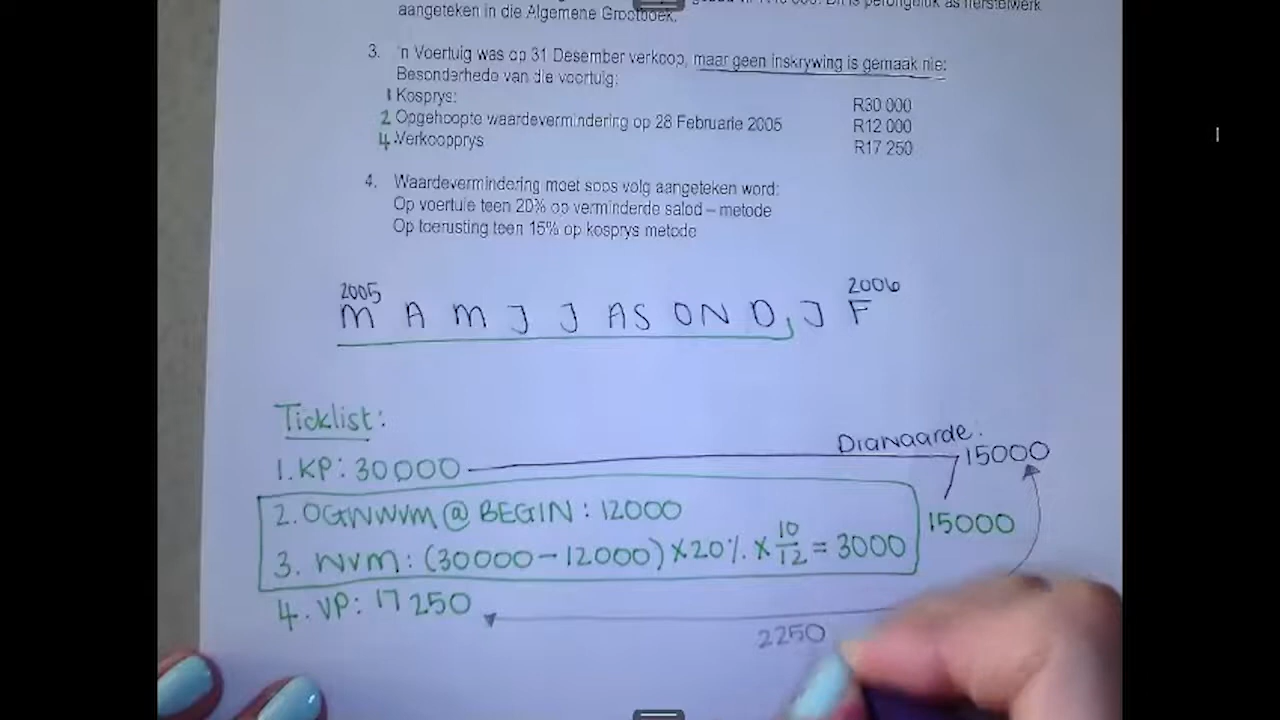 aangeteken in die Algemene Grootboek.
3. 'n Voertuig was op 31 Desember verkoop, maar geen inskrywing is gemaak nie:
Besonderhede van die voertuig:
1 Kosprys: R30 000
2 Opgehoopte waardevermindering op 28 Februarie 2005 R12 000
4 Verkoopprys R17 250
4. Waardevermindering moet soos volg aangeteken word:
Op voertuie teen 20% op verminderde salod – metode
Op toerusting teen 15% op kosprys metode
2005 2006
M A M J J A S O N D, J F
Ticklist:
Drawaarde:
1. KP: 30000 15000
2. OGWWVM @ BEGIN: 12000 15000
3. WVM: (30000 – 12000) x 20% x 10/12 = 3000
4. VP: 17 250
2250